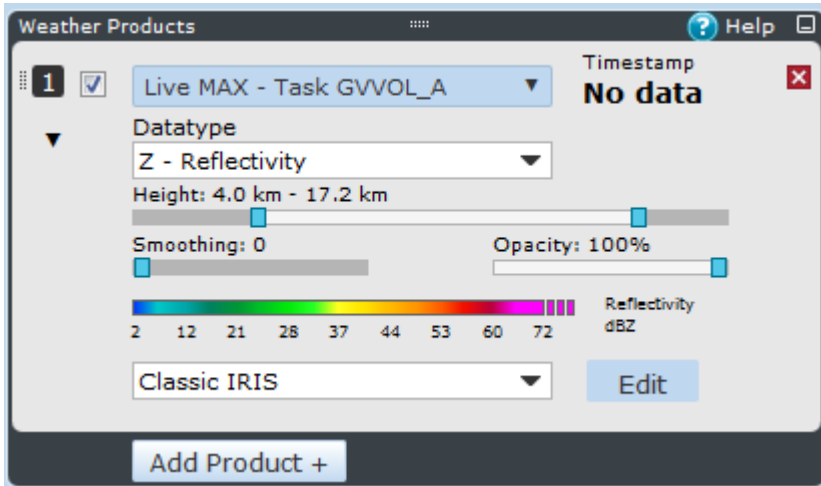 Weather Products
Help
1
Live MAX - Task GVVOL_A
Timestamp
No data
Datatype
Z - Reflectivity
Height: 4.0 km - 17.2 km
Smoothing: 0
Opacity: 100%
2 12 21 28 37 44 53 60 72
Reflectivity
dBZ
Classic IRIS
Edit
Add Product +